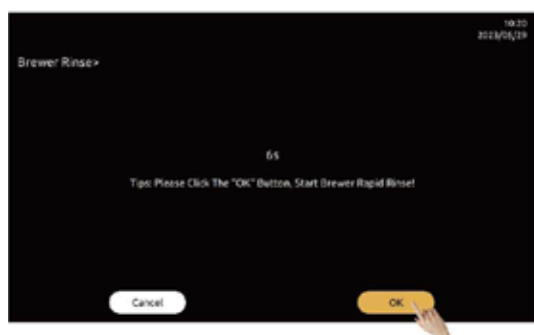 10:20
2023/05/29
Brewer Rinse>
6s
Tips: Please Click The "OK" Button, Start Brewer Rapid Rinse!
Cancel
OK